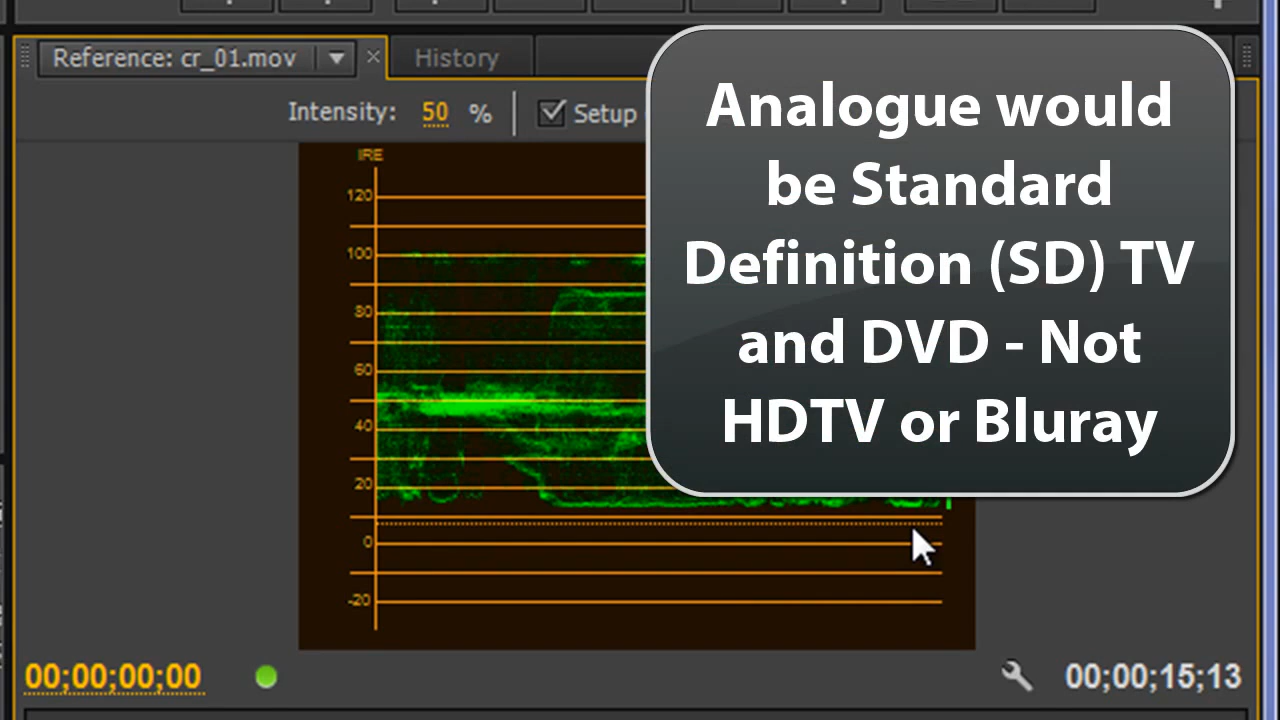 Reference: cr_01.mov
History
Intensity: 50 %
Setup
IRE
120
100
80
60
40
20
0
-20
Analogue would
be Standard
Definition (SD) TV
and DVD - Not
HDTV or Bluray
00;00;00;00
00;00;15;13